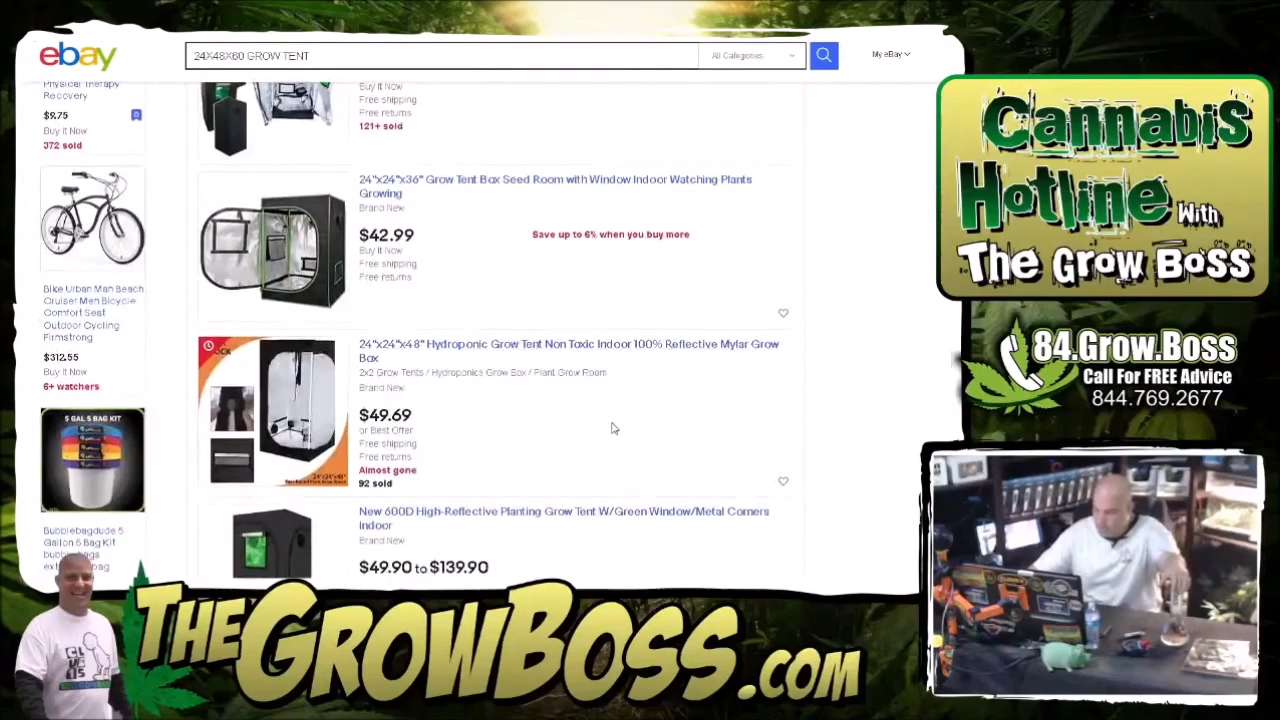 ebay
24X48X60 GROW TENT
All Categories
My eBay
Physical Therapy
Recovery
$9.75
Buy It Now
372 sold
Bike Urban Man Beach
Cruiser Men Bicycle
Comfort Seat
Outdoor Cycling
Firmstrong
$312.55
Buy It Now
6+ watchers
5 GAL 5 BAG KIT
Bubblebagdude 5
Gallon 5 Bag Kit
Buy It Now
Free shipping
Free returns
121+ sold
24"x24"x36" Grow Tent Box Seed Room with Window Indoor Watching Plants
Growing
Brand New
$42.99
Buy It Now
Free shipping
Free returns
Save up to 6% when you buy more
24"x24"x48" Hydroponic Grow Tent Non Toxic Indoor 100% Reflective Mylar Grow
Box
2x2 Grow Tents / Hydroponics Grow Box / Plant Grow Room
Brand New
$49.69
or Best Offer
Free shipping
Free returns
Almost gone
92 sold
24"x24"x48"
New 600D High-Reflective Planting Grow Tent W/Green Window/Metal Corners
Indoor
Brand New
$49.90 to $139.90
Cannabis
Hotline With
The Grow Boss
84.Grow.Boss
Call For FREE Advice
844.769.2677
TheGrowBoss.com